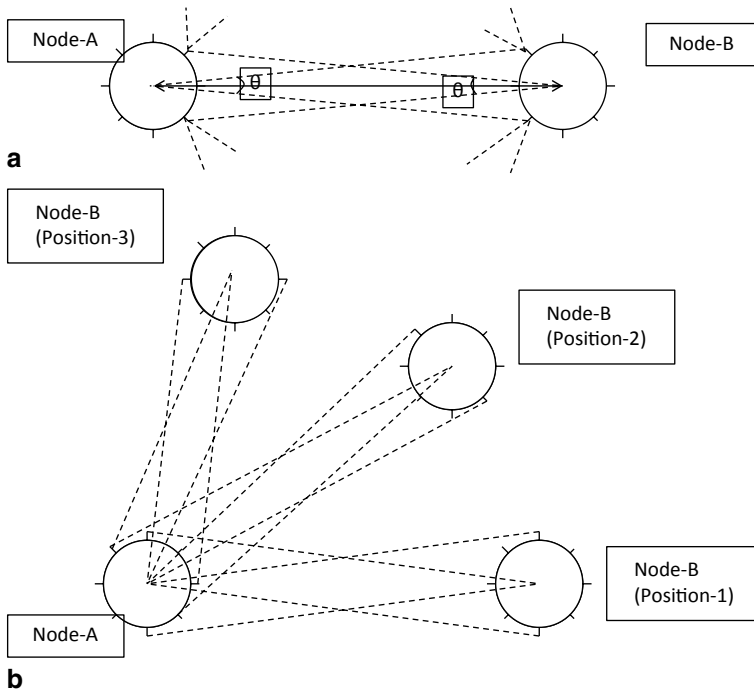 Node-A
Node-B
θ
θ
a
Node-B
(Position-3)
Node-B
(Position-2)
Node-B
(Position-1)
Node-A
b